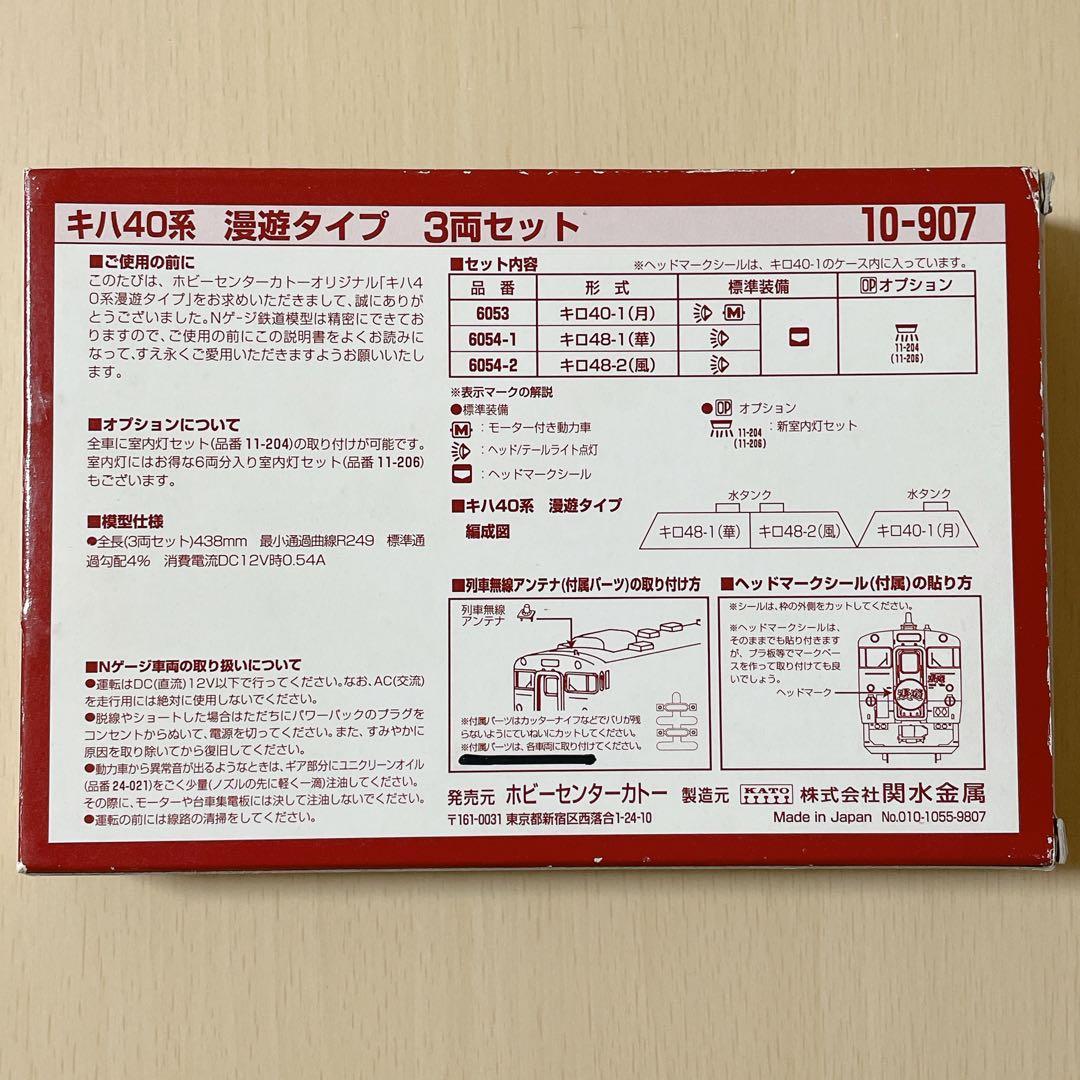 キハ40系 漫遊タイプ 3両セット 10-907
■ご使用の前に
このたびは、ホビーセンターカトーオリジナル「キハ4
0系漫遊タイプ」をお求めいただきまして、誠にありが
とうございました。Nゲージ鉄道模型は精密にできてお
りますので、ご使用の前にこの説明書をよくお読みに
なって、すえ永くご愛用いただきますようお願いいたし
ます。
■オプションについて
全車に室内灯セット(品番11-204)の取り付けが可能です。
室内灯にはお得な6両分入り室内灯セット(品番11-206)
もございます。
■模型仕様
●全長(3両セット)438mm 最小通過曲線R249 標準通
過勾配4% 消費電流DC12V時0.54A
■Nゲージ車両の取り扱いについて
●運転はDC(直流)12V以下で行ってください。なお、AC(交流)
を走行用には絶対に使用しないでください。
●脱線やショートした場合はただちにパワーパックのプラグを
コンセントからぬいて、電源を切ってください。また、すみやかに
原因を取り除いてから復旧してください。
●動力車から異常音が出るようなときは、ギア部分にユニクリーンオイル
(品番24-021)をごく少量(ノズルの先に軽く一滴)注油してください。
その際に、モーターや台車集電板には決して注油しないでください。
●運転の前には線路の清掃をしてください。
■セット内容 ※ヘッドマークシールは、キロ40-1のケース内に入っています。
品番 形式 標準装備 OPオプション
6053 キロ40-1(月) M
6054-1 キロ48-1(華)
6054-2 キロ48-2(風)
11-204
(11-206)
※表示マークの解説
●標準装備
M:モーター付き動力車
:ヘッド/テールライト点灯
:ヘッドマークシール
●OP オプション
11-204
(11-206)
:新室内灯セット
■キハ40系 漫遊タイプ
編成図
水タンク 水タンク
キロ48-1(華) キロ48-2(風) キロ40-1(月)
■列車無線アンテナ(付属パーツ)の取り付け方
列車無線
アンテナ
※付属パーツはカッターナイフなどでバリが残
らないようにていねいにカットしてください。
※付属パーツは、各車両に取り付けてください。
■ヘッドマークシール(付属)の貼り方
※シールは、枠の外側をカットしてください。
※ヘッドマークシールは、
そのままでも貼り付きます
が、プラ板等でマークベー
スを作って取り付けても良
いでしょう。
ヘッドマーク
発売元 ホビーセンターカトー 製造元 KATO 株式会社関水金属
〒161-0031 東京都新宿区西落合1-24-10 Made in Japan No.010-1055-9807